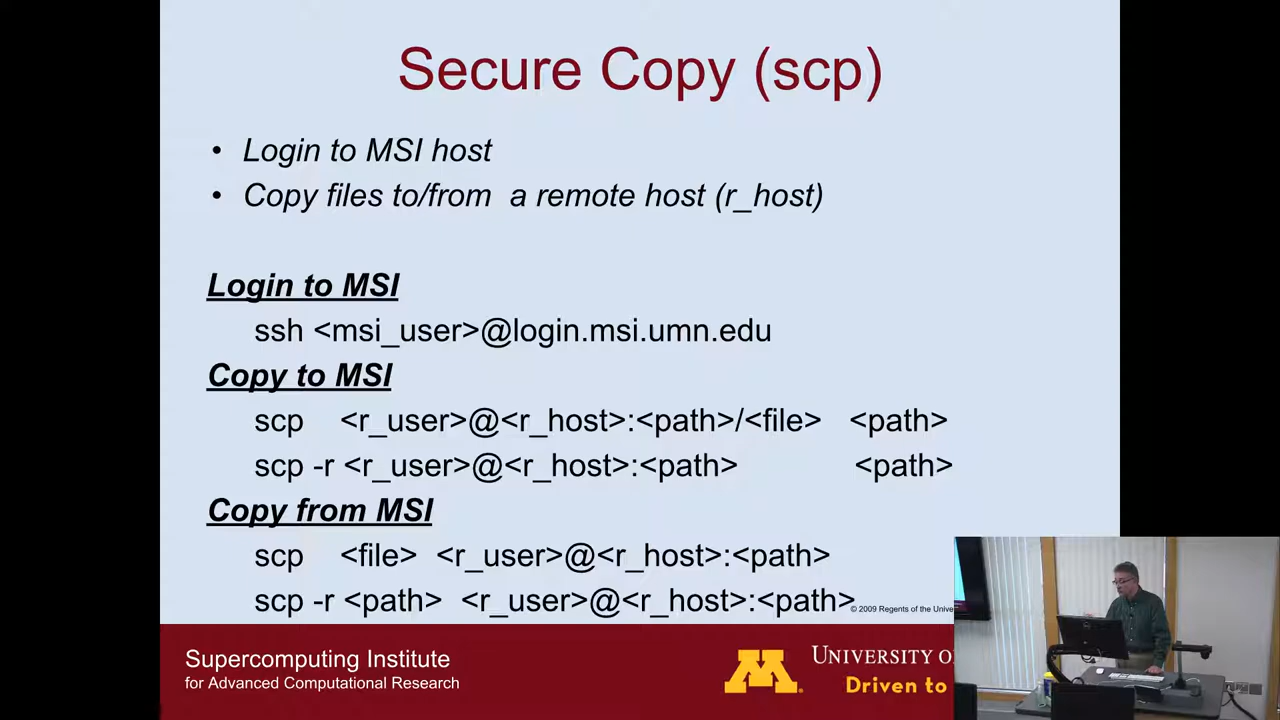 Secure Copy (scp)
• Login to MSI host
• Copy files to/from a remote host (r_host)
Login to MSI
ssh <msi_user>@login.msi.umn.edu
Copy to MSI
scp <r_user>@<r_host>:<path>/<file> <path>
scp -r <r_user>@<r_host>:<path> <path>
Copy from MSI
scp <file> <r_user>@<r_host>:<path>
scp -r <path> <r_user>@<r_host>:<path>
© 2009 Regents of the
Supercomputing Institute
for Advanced Computational Research
M
UNIVERSITY
Driven to